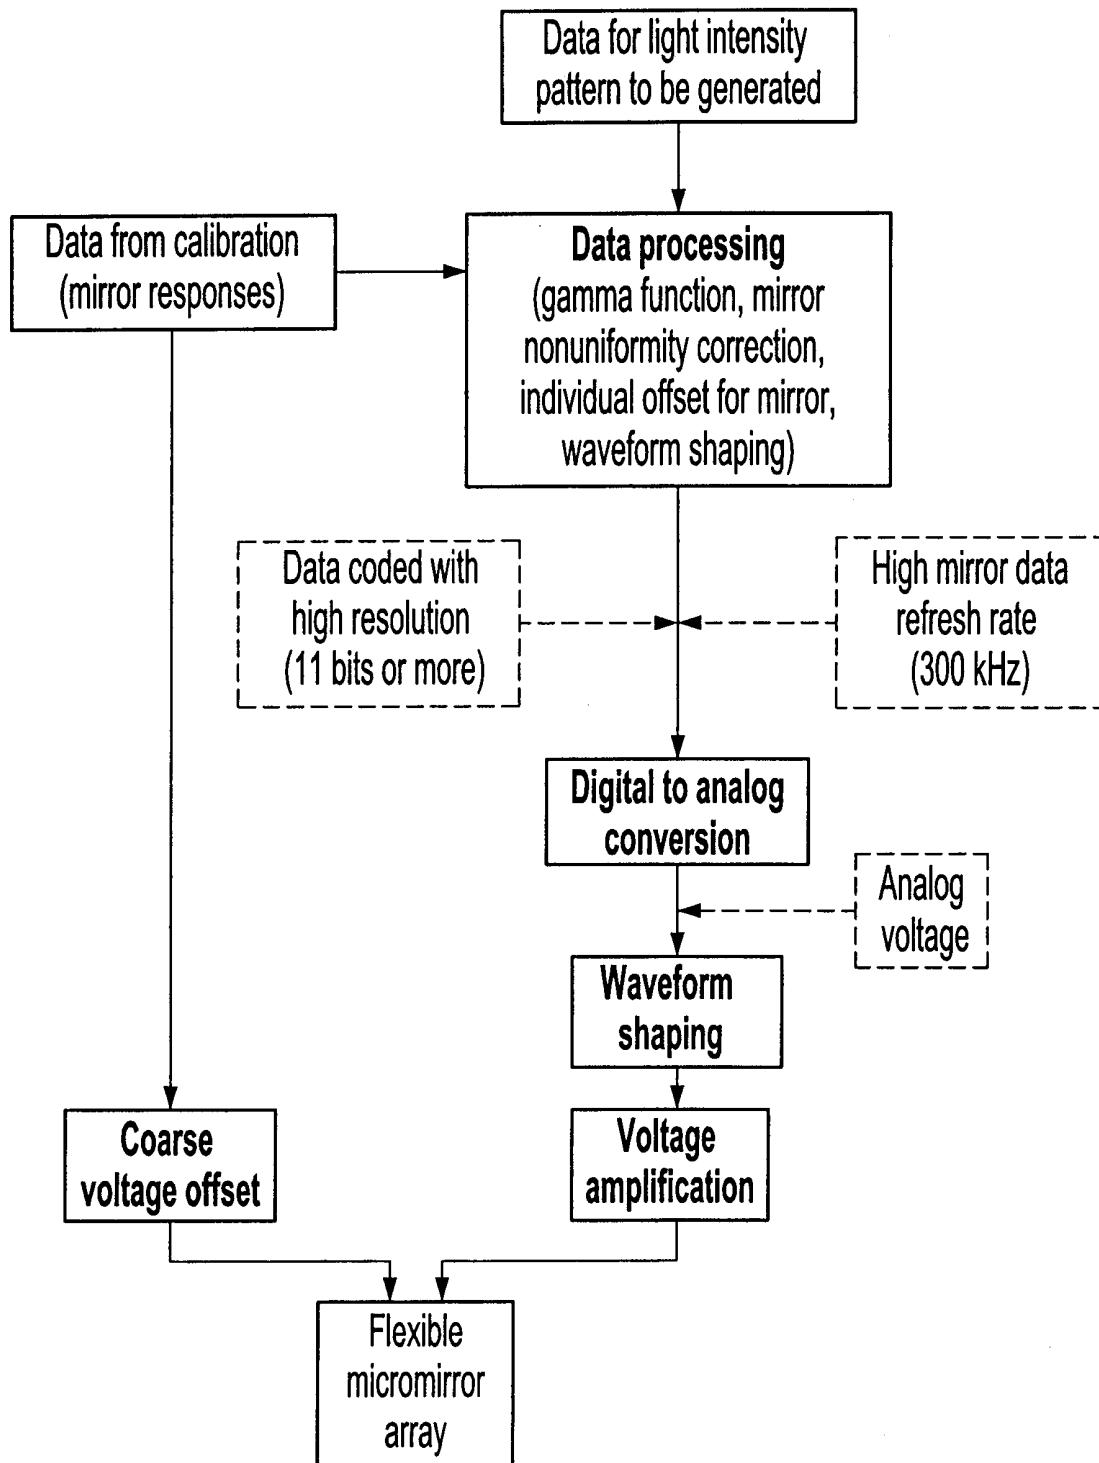 Data for light intensity
pattern to be generated
Data from calibration
(mirror responses)
Data processing
(gamma function, mirror
nonuniformity correction,
individual offset for mirror,
waveform shaping)
Data coded with
high resolution
(11 bits or more)
High mirror data
refresh rate
(300 kHz)
Digital to analog
conversion
Analog
voltage
Waveform
shaping
Coarse
voltage offset
Voltage
amplification
Flexible
micromirror
array